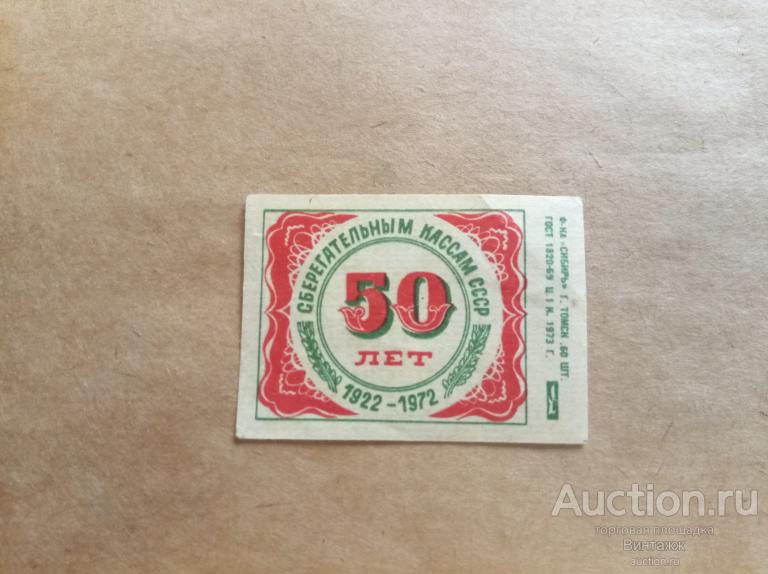 СБЕРЕГАТЕЛЬНЫМ КАССАМ СССР
50
ЛЕТ
1922-1972
Ф-КА «СИБИРЬ» Г. ТОМСК .60 ШТ.
ГОСТ 1820-69 Ц. 1 К. 1973 Г.
Auction.ru
торговая площадка
Винтажюк
auction.ru